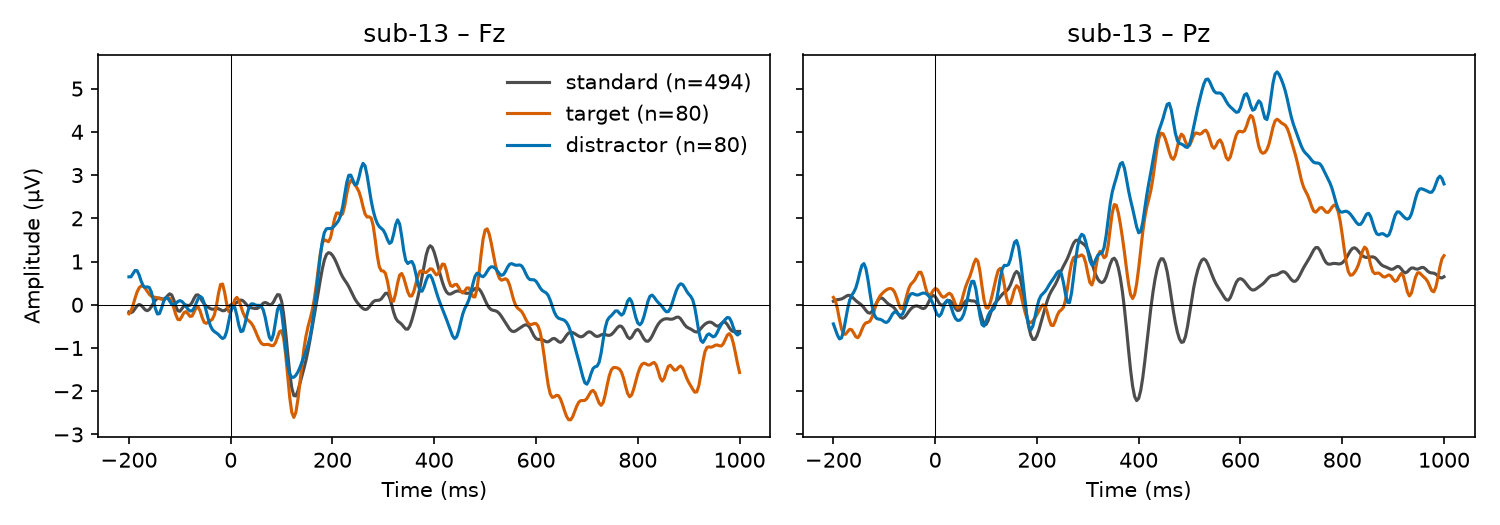 sub-13 – Fz
sub-13 – Pz
standard (n=494)
target (n=80)
distractor (n=80)
Amplitude (µV)
5
4
3
2
1
0
−1
−2
−3
−200 0 200 400 600 800 1000
−200 0 200 400 600 800 1000
Time (ms)
Time (ms)